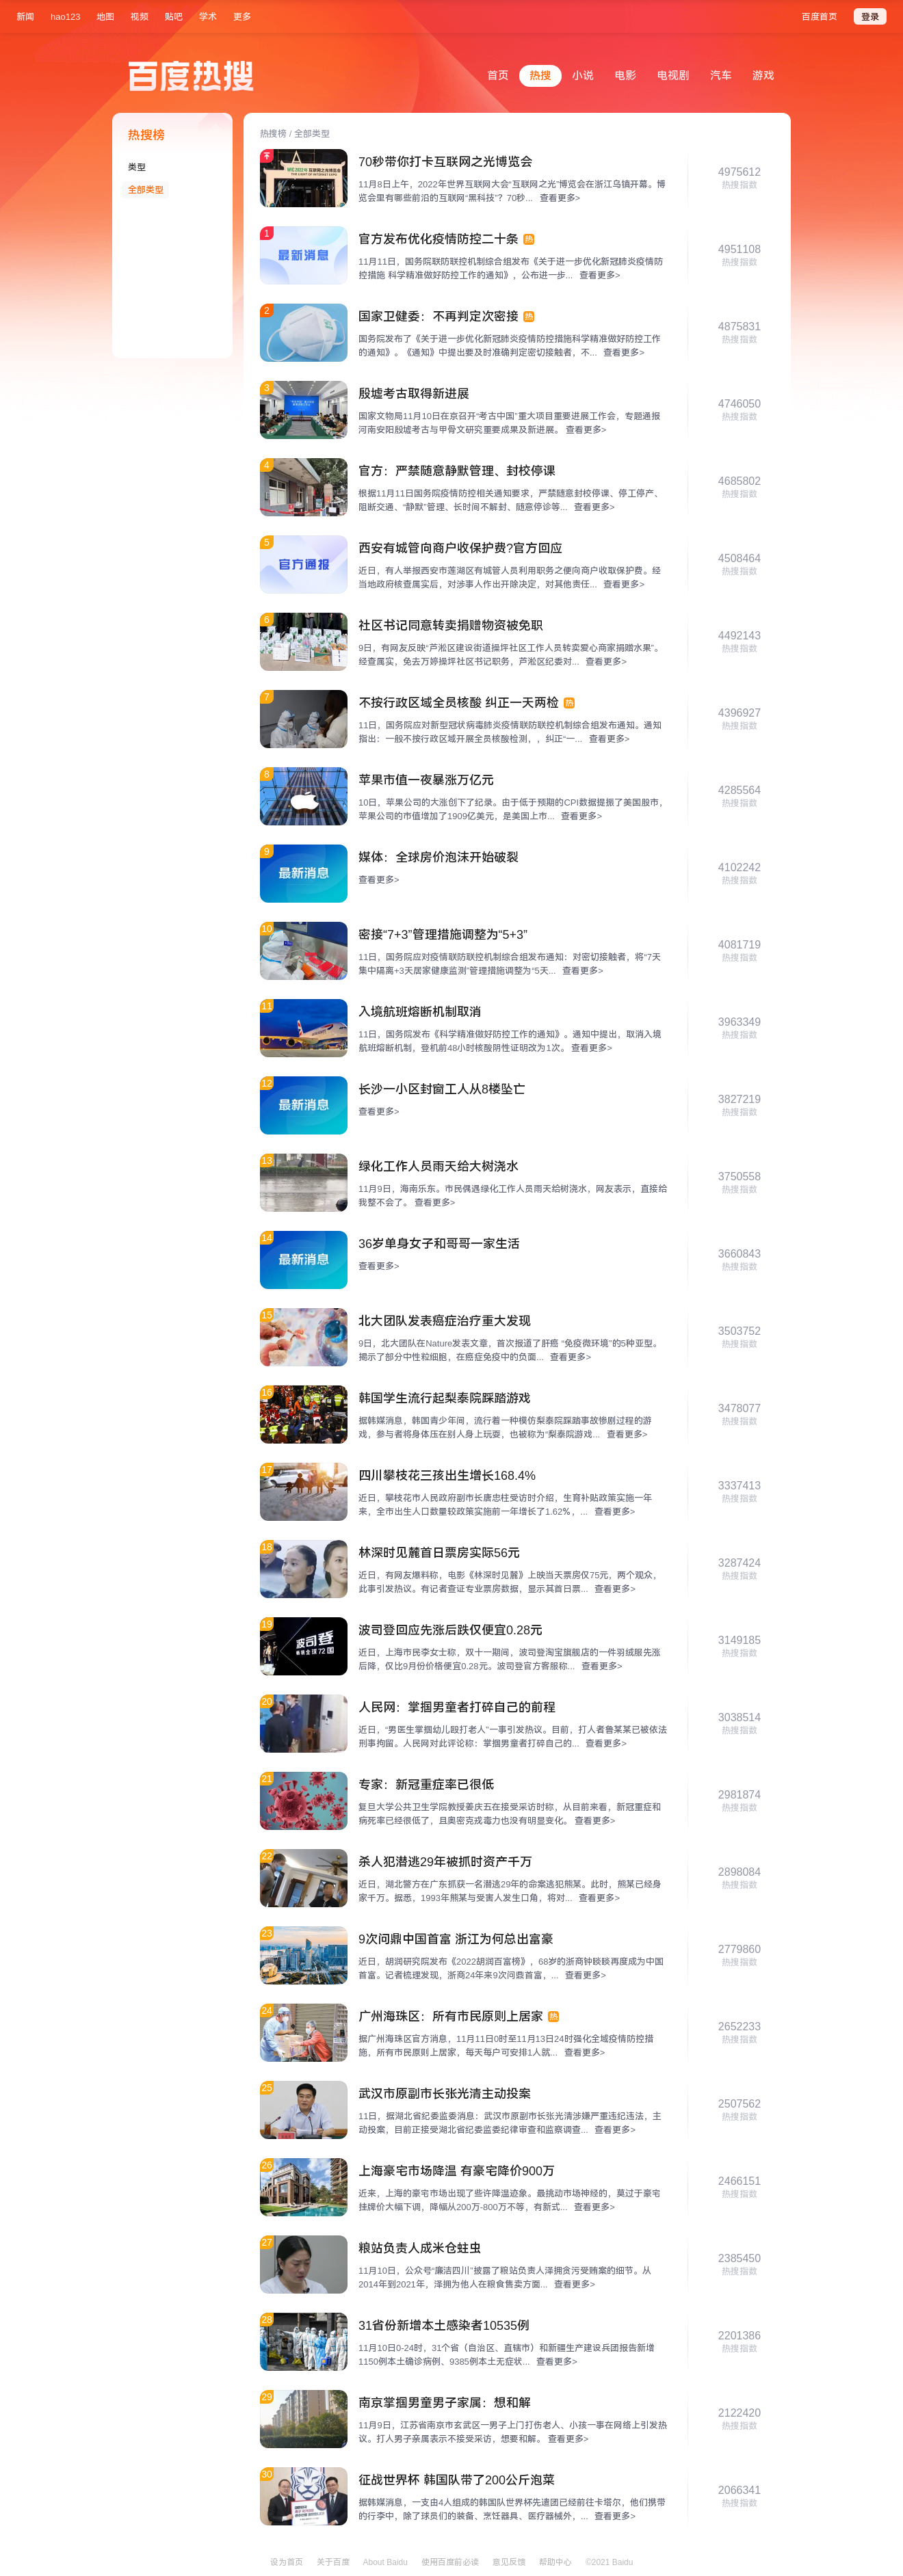 新闻 hao123 地图 视频 贴吧 学术 更多 百度首页 登录
百度热搜 首页 热搜 小说 电影 电视剧 汽车 游戏
热搜榜
类型
全部类型
热搜榜 / 全部类型
70秒带你打卡互联网之光博览会
11月8日上午，2022年世界互联网大会“互联网之光”博览会在浙江乌镇开幕。博
览会里有哪些前沿的互联网“黑科技”？70秒... 查看更多>
4975612
热搜指数
1
最新消息
官方发布优化疫情防控二十条 热
11月11日，国务院联防联控机制综合组发布《关于进一步优化新冠肺炎疫情防
控措施 科学精准做好防控工作的通知》，公布进一步... 查看更多>
4951108
热搜指数
2
国家卫健委：不再判定次密接 热
国务院发布了《关于进一步优化新冠肺炎疫情防控措施科学精准做好防控工作
的通知》。《通知》中提出要及时准确判定密切接触者，不... 查看更多>
4875831
热搜指数
3
殷墟考古取得新进展
国家文物局11月10日在京召开“考古中国”重大项目重要进展工作会，专题通报
河南安阳殷墟考古与甲骨文研究重要成果及新进展。 查看更多>
4746050
热搜指数
4
官方：严禁随意静默管理、封校停课
根据11月11日国务院疫情防控相关通知要求，严禁随意封校停课、停工停产、
阻断交通、“静默”管理、长时间不解封、随意停诊等... 查看更多>
4685802
热搜指数
5
官方通报
西安有城管向商户收保护费?官方回应
近日，有人举报西安市莲湖区有城管人员利用职务之便向商户收取保护费。经
当地政府核查属实后，对涉事人作出开除决定，对其他责任... 查看更多>
4508464
热搜指数
6
社区书记同意转卖捐赠物资被免职
9日，有网友反映“芦淞区建设街道操坪社区工作人员转卖爱心商家捐赠水果”。
经查属实，免去万婷操坪社区书记职务，芦淞区纪委对... 查看更多>
4492143
热搜指数
7
不按行政区域全员核酸 纠正一天两检 热
11日，国务院应对新型冠状病毒肺炎疫情联防联控机制综合组发布通知。通知
指出：一般不按行政区域开展全员核酸检测，，纠正“一... 查看更多>
4396927
热搜指数
8
苹果市值一夜暴涨万亿元
10日，苹果公司的大涨创下了纪录。由于低于预期的CPI数据提振了美国股市，
苹果公司的市值增加了1909亿美元，是美国上市... 查看更多>
4285564
热搜指数
9
最新消息
媒体：全球房价泡沫开始破裂
查看更多>
4102242
热搜指数
10
密接“7+3”管理措施调整为“5+3”
11日，国务院应对疫情联防联控机制综合组发布通知：对密切接触者，将“7天
集中隔离+3天居家健康监测”管理措施调整为“5天... 查看更多>
4081719
热搜指数
11
入境航班熔断机制取消
11日，国务院发布《科学精准做好防控工作的通知》。通知中提出，取消入境
航班熔断机制，登机前48小时核酸阴性证明改为1次。 查看更多>
3963349
热搜指数
12
最新消息
长沙一小区封窗工人从8楼坠亡
查看更多>
3827219
热搜指数
13
绿化工作人员雨天给大树浇水
11月9日，海南乐东。市民偶遇绿化工作人员雨天给树浇水，网友表示，直接给
我整不会了。 查看更多>
3750558
热搜指数
14
最新消息
36岁单身女子和哥哥一家生活
查看更多>
3660843
热搜指数
15
北大团队发表癌症治疗重大发现
9日，北大团队在Nature发表文章，首次报道了肝癌 “免疫微环境”的5种亚型。
揭示了部分中性粒细胞，在癌症免疫中的负面... 查看更多>
3503752
热搜指数
16
韩国学生流行起梨泰院踩踏游戏
据韩媒消息，韩国青少年间，流行着一种模仿梨泰院踩踏事故惨剧过程的游
戏，参与者将身体压在别人身上玩耍，也被称为“梨泰院游戏... 查看更多>
3478077
热搜指数
17
四川攀枝花三孩出生增长168.4%
近日，攀枝花市人民政府副市长唐忠柱受访时介绍，生育补贴政策实施一年
来，全市出生人口数量较政策实施前一年增长了1.62%，... 查看更多>
3337413
热搜指数
18
林深时见麓首日票房实际56元
近日，有网友爆料称，电影《林深时见麓》上映当天票房仅75元，两个观众，
此事引发热议。有记者查证专业票房数据，显示其首日票... 查看更多>
3287424
热搜指数
19
波司登
畅销全球72国
波司登回应先涨后跌仅便宜0.28元
近日，上海市民李女士称，双十一期间，波司登淘宝旗舰店的一件羽绒服先涨
后降，仅比9月份价格便宜0.28元。波司登官方客服称... 查看更多>
3149185
热搜指数
20
人民网：掌掴男童者打碎自己的前程
近日，“男医生掌掴幼儿殴打老人”一事引发热议。目前，打人者鲁某某已被依法
刑事拘留。人民网对此评论称：掌掴男童者打碎自己的... 查看更多>
3038514
热搜指数
21
专家：新冠重症率已很低
复旦大学公共卫生学院教授姜庆五在接受采访时称，从目前来看，新冠重症和
病死率已经很低了，且奥密克戎毒力也没有明显变化。 查看更多>
2981874
热搜指数
22
杀人犯潜逃29年被抓时资产千万
近日，湖北警方在广东抓获一名潜逃29年的命案逃犯熊某。此时，熊某已经身
家千万。据悉，1993年熊某与受害人发生口角，将对... 查看更多>
2898084
热搜指数
23
9次问鼎中国首富 浙江为何总出富豪
近日，胡润研究院发布《2022胡润百富榜》，68岁的浙商钟睒睒再度成为中国
首富。记者梳理发现，浙商24年来9次问鼎首富，... 查看更多>
2779860
热搜指数
24
广州海珠区：所有市民原则上居家 热
据广州海珠区官方消息，11月11日0时至11月13日24时强化全域疫情防控措
施，所有市民原则上居家，每天每户可安排1人就... 查看更多>
2652233
热搜指数
25
武汉市原副市长张光清主动投案
11日，据湖北省纪委监委消息：武汉市原副市长张光清涉嫌严重违纪违法，主
动投案，目前正接受湖北省纪委监委纪律审查和监察调查... 查看更多>
2507562
热搜指数
26
上海豪宅市场降温 有豪宅降价900万
近来，上海的豪宅市场出现了些许降温迹象。最挑动市场神经的，莫过于豪宅
挂牌价大幅下调，降幅从200万-800万不等，有新式... 查看更多>
2466151
热搜指数
27
粮站负责人成米仓蛀虫
11月10日，公众号“廉洁四川”披露了粮站负责人泽拥贪污受贿案的细节。从
2014年到2021年，泽拥为他人在粮食售卖方面... 查看更多>
2385450
热搜指数
28
31省份新增本土感染者10535例
11月10日0-24时，31个省（自治区、直辖市）和新疆生产建设兵团报告新增
1150例本土确诊病例、9385例本土无症状... 查看更多>
2201386
热搜指数
29
南京掌掴男童男子家属：想和解
11月9日，江苏省南京市玄武区一男子上门打伤老人、小孩一事在网络上引发热
议。打人男子亲属表示不接受采访，想要和解。 查看更多>
2122420
热搜指数
30
征战世界杯 韩国队带了200公斤泡菜
据韩媒消息，一支由4人组成的韩国队世界杯先遣团已经前往卡塔尔，他们携带
的行李中，除了球员们的装备、烹饪器具、医疗器械外，... 查看更多>
2066341
热搜指数
设为首页 关于百度 About Baidu 使用百度前必读 意见反馈 帮助中心 ©2021 Baidu